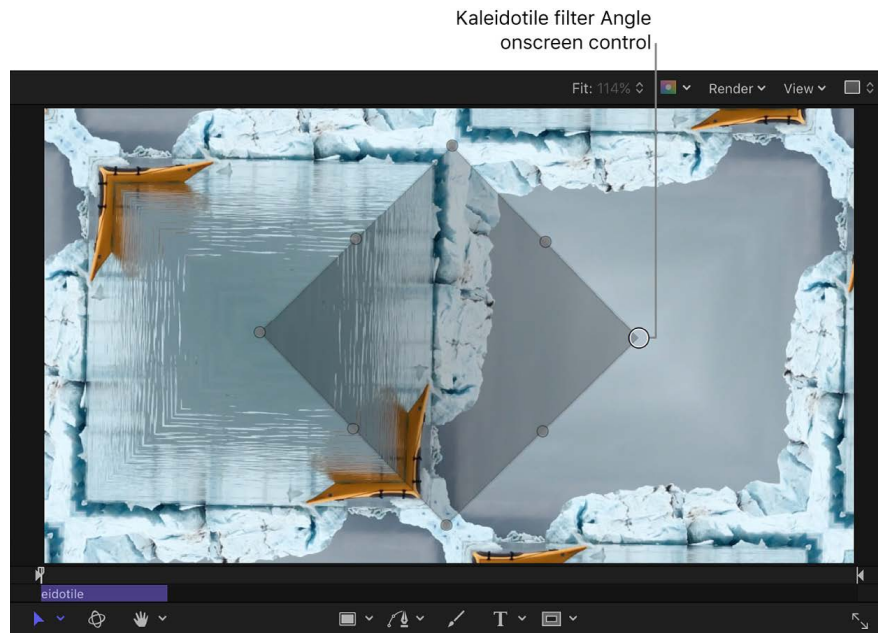 Kaleidotile filter Angle
onscreen control
Fit: 114% Render View
eidotile
T